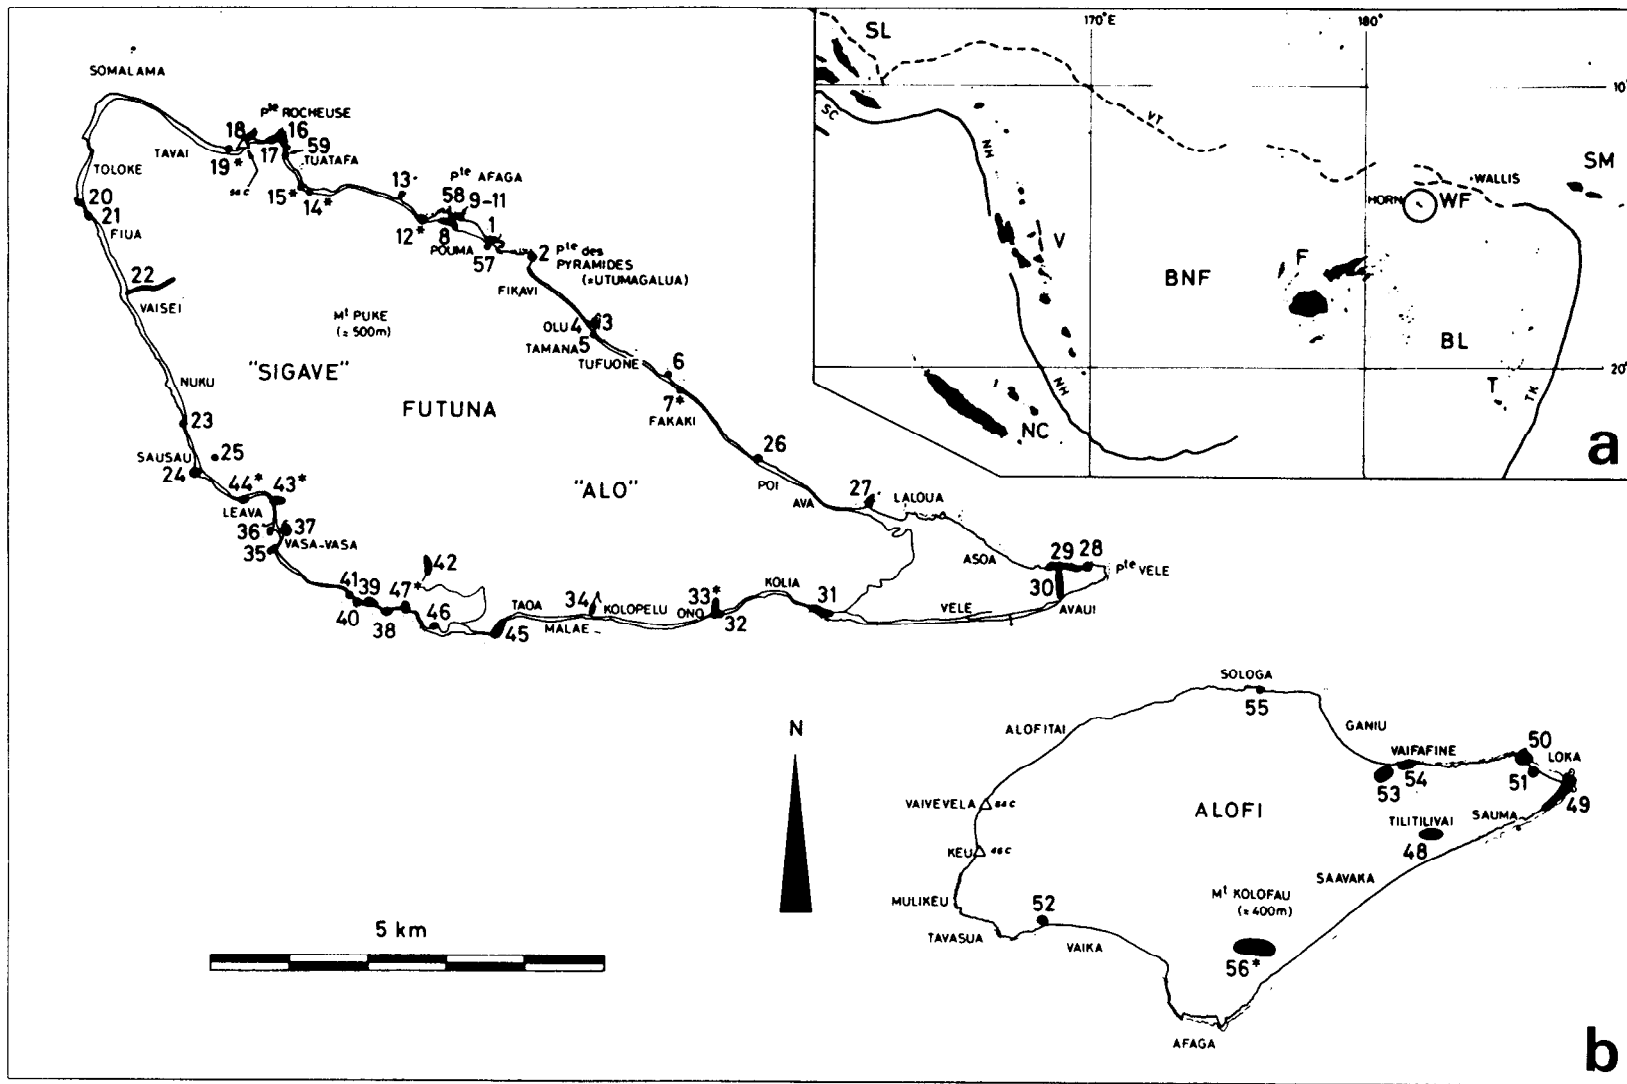 SOMALAMA
Pte ROCHEUSE
18
16
17
59
TUATAFA
TAVAI
19*
54 C
TOLOKE
20
21
FIUA
15*
14*
13
Pte AFAGA
58
9-11
12*
8
1
POUMA
57
2
Pte des
PYRAMIDES
(=UTUMAGALUA)
FIKAVI
22
VAISEI
Mt PUKE
(± 500m)
OLU
4
3
TAMANA
5
TUFUONE
6
7*
FAKAKI
"SIGAVE"
FUTUNA
NUKU
23
SAUSAU
25
24
26
POI
"ALO"
AVA
27
LALOUA
44*
43*
LEAVA
36
37
35
VASA-VASA
ASOA
29
28
Pte VELE
30
AVAUI
VELE
42
41
39
47*
40
38
46
TAOA
45
MALAE
34
KOLOPELU
ONO
33*
32
KOLIA
31
170°E
180°
10°
20°
SL
SC
NH
VT
SM
WALLIS
HORN
WF
V
BNF
F
BL
T
TK
NH
NC
a
N
5 km
SOLOGA
55
ALOFITAI
GANIU
VAIFAFINE
50
LOKA
54
53
51
49
VAIVEVELA
54 C
ALOFI
SAUMA
TILITILIVAI
48
KEU
46 C
SAAVAKA
MULIKEU
Mt KOLOFAU
(± 400m)
52
TAVASUA
VAIKA
56*
AFAGA
b